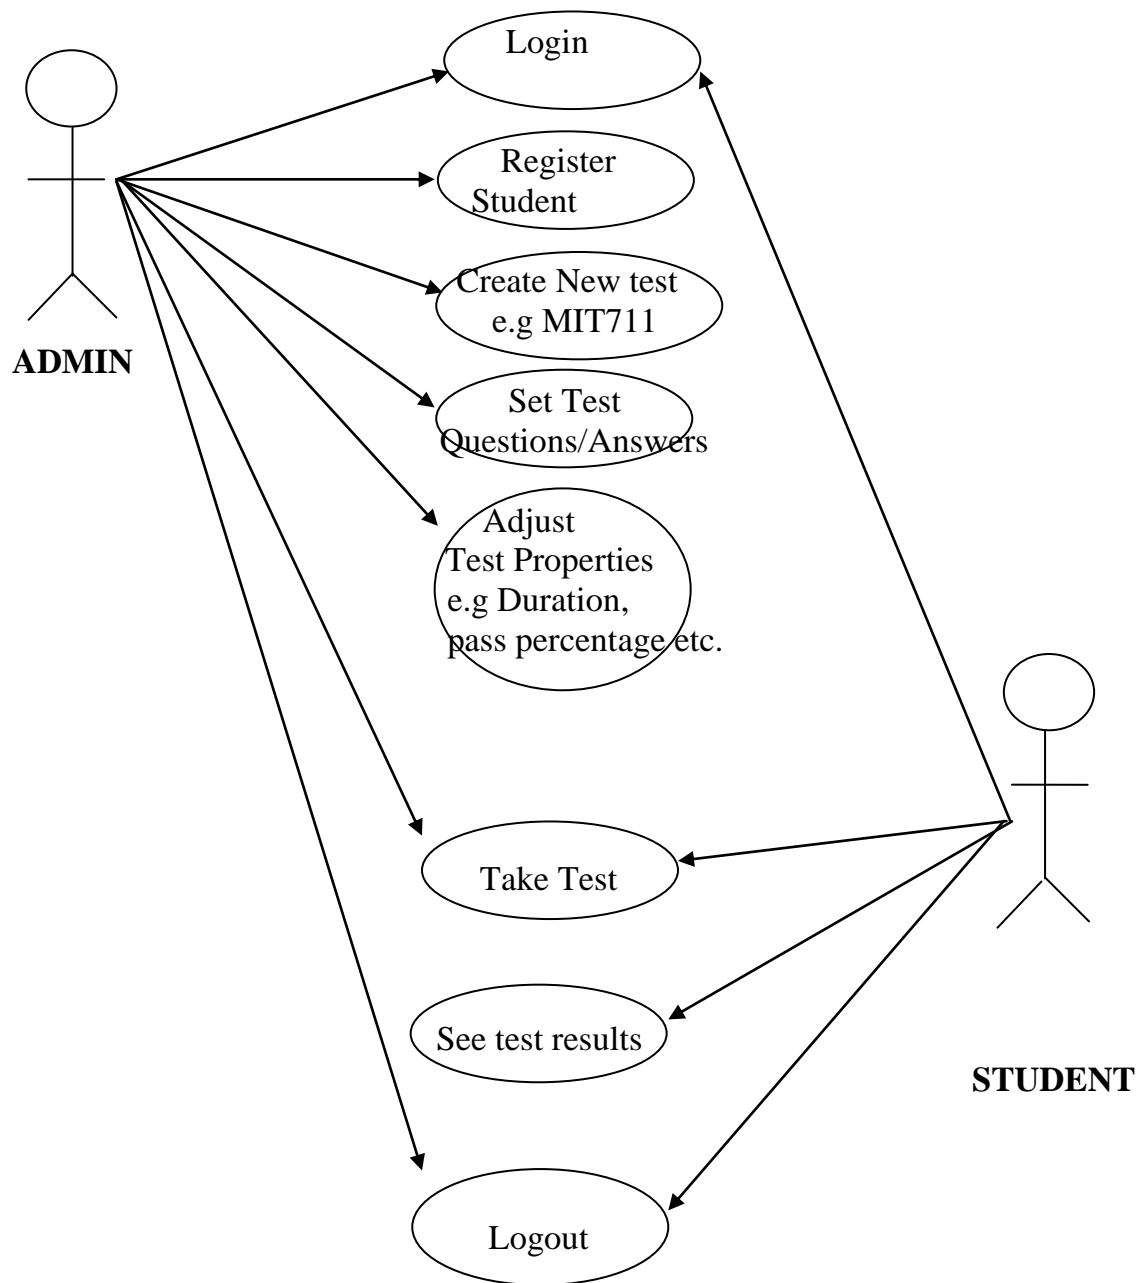 Login
Register
Student
Create New test
e.g MIT711
ADMIN
Set Test
Questions/Answers
Adjust
Test Properties
e.g Duration,
pass percentage etc.
Take Test
See test results
STUDENT
Logout